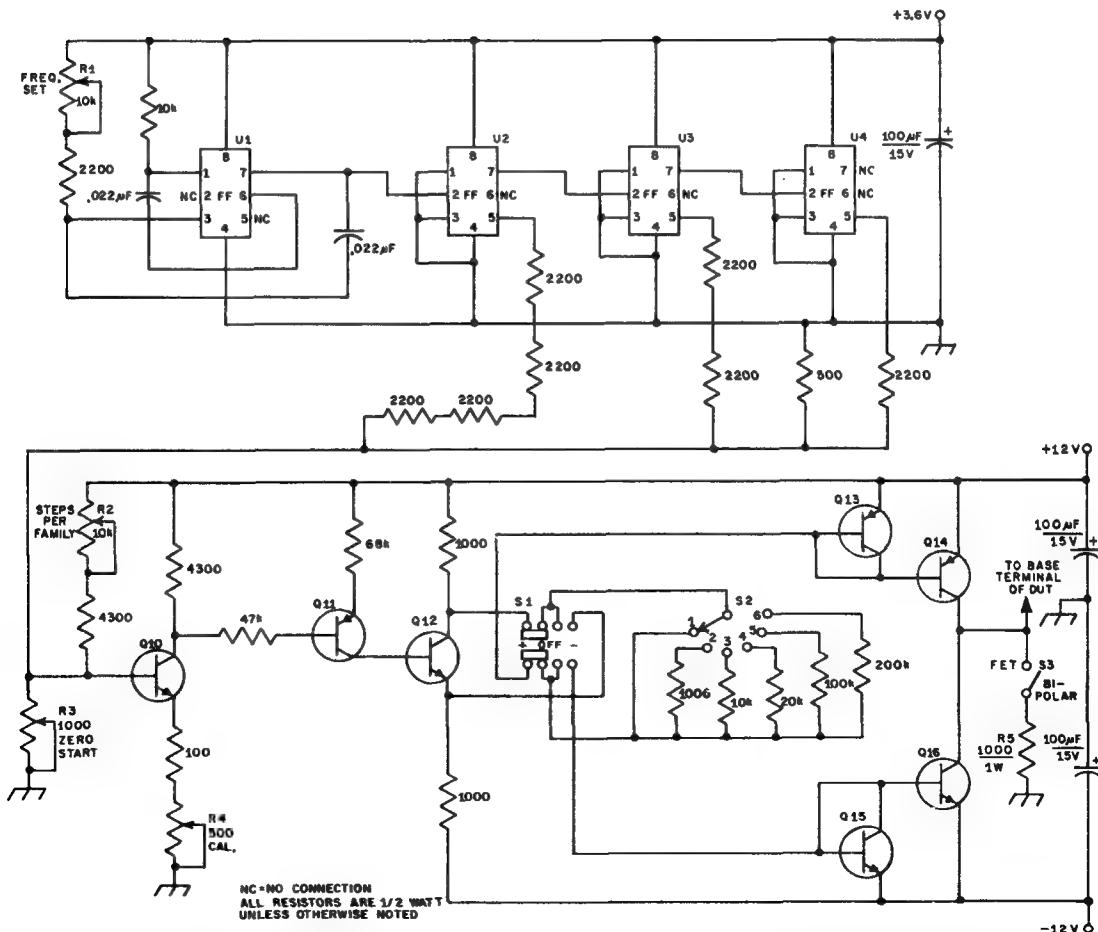 +3.6V
R1
FREQ.
SET
10k
10k
2200
.022µF
U1
8
1
7
NC
2
FF
6
3
5
NC
4
.022µF
U2
8
1
7
2
FF
6
NC
3
5
4
U3
8
1
7
2
FF
6
NC
3
5
4
U4
8
1
7
NC
2
FF
6
NC
3
5
4
100µF
15V
+
2200
2200
2200
2200
2200
2200
500
2200
+12V
STEPS
PER
FAMILY
R2
10k
4300
4300
68k
1000
47k
Q10
Q11
Q12
R3
1000
ZERO
START
100
R4
500
CAL.
1000
S1
+
OFF
-
S2
1
2
3
4
5
6
1006
10k
20k
100k
200k
Q13
Q14
Q15
Q16
TO BASE
TERMINAL
OF DUT
FET
S3
BI-
POLAR
R5
1000
1W
100µF
15V
+
100µF
15V
+
-12V
NC=NO CONNECTION
ALL RESISTORS ARE 1/2 WATT
UNLESS OTHERWISE NOTED